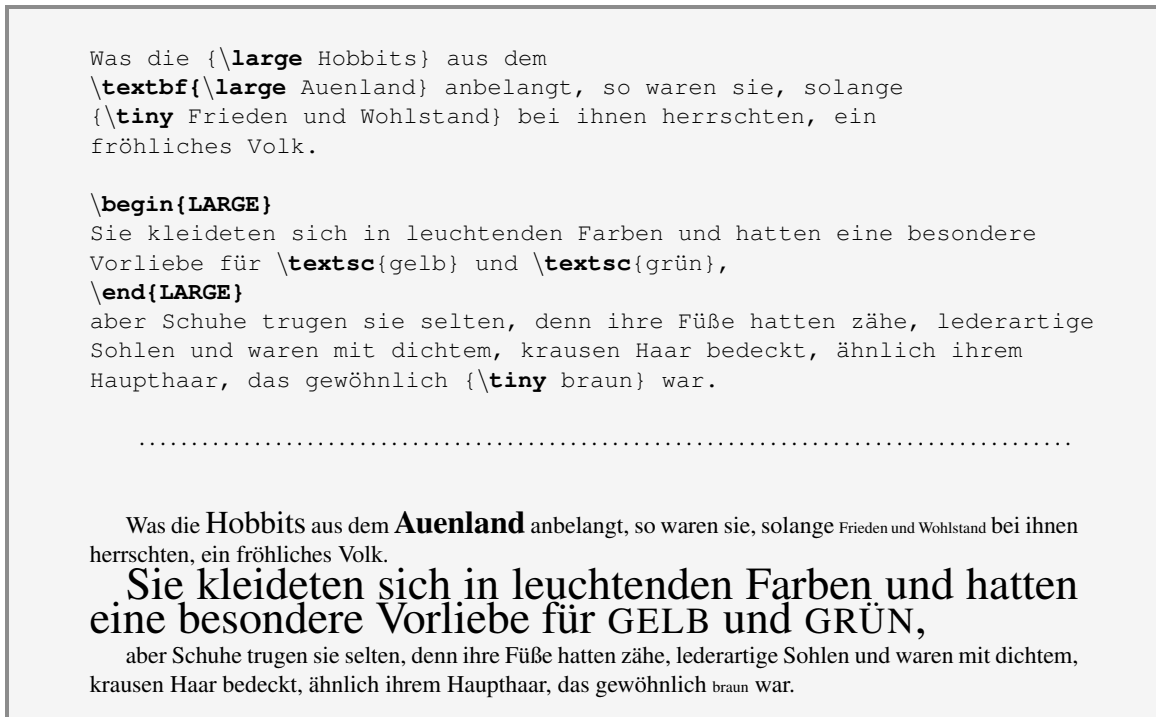 Was die {\large Hobbits} aus dem
\textbf{\large Auenland} anbelangt, so waren sie, solange
{\tiny Frieden und Wohlstand} bei ihnen herrschten, ein
fröhliches Volk.
\begin{LARGE}
Sie kleideten sich in leuchtenden Farben und hatten eine besondere
Vorliebe für \textsc{gelb} und \textsc{grün},
\end{LARGE}
aber Schuhe trugen sie selten, denn ihre Füße hatten zähe, lederartige
Sohlen und waren mit dichtem, krausen Haar bedeckt, ähnlich ihrem
Haupthaar, das gewöhnlich {\tiny braun} war.
Was die Hobbits aus dem Auenland anbelangt, so waren sie, solange Frieden und Wohlstand bei ihnen
herrschten, ein fröhliches Volk.
Sie kleideten sich in leuchtenden Farben und hatten
eine besondere Vorliebe für GELB und GRÜN,
aber Schuhe trugen sie selten, denn ihre Füße hatten zähe, lederartige Sohlen und waren mit dichtem,
krausen Haar bedeckt, ähnlich ihrem Haupthaar, das gewöhnlich braun war.